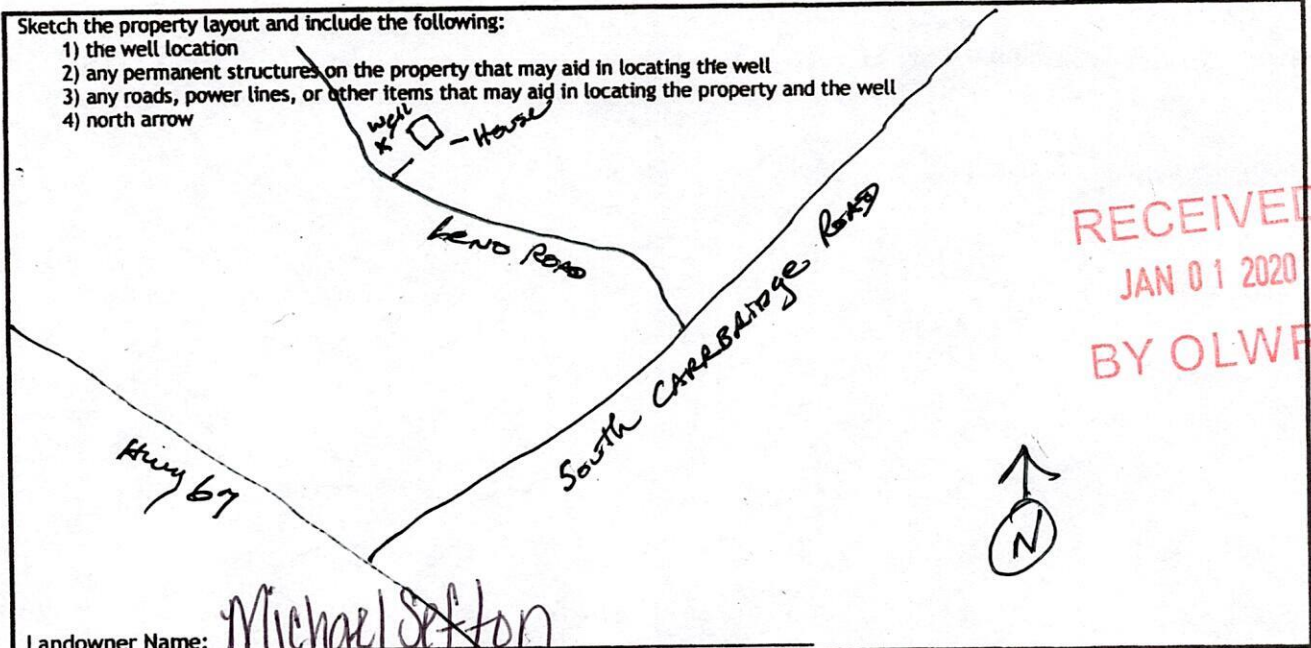 Sketch the property layout and include the following:
1) the well location
2) any permanent structures on the property that may aid in locating the well
3) any roads, power lines, or other items that may aid in locating the property and the well
4) north arrow
well
x
- House
LENO ROAD
South CARRBRIDGE ROAD
RECEIVED
JAN 01 2020
BY OLWR
Hwy 67
N
Landowner Name: Michael Sefton